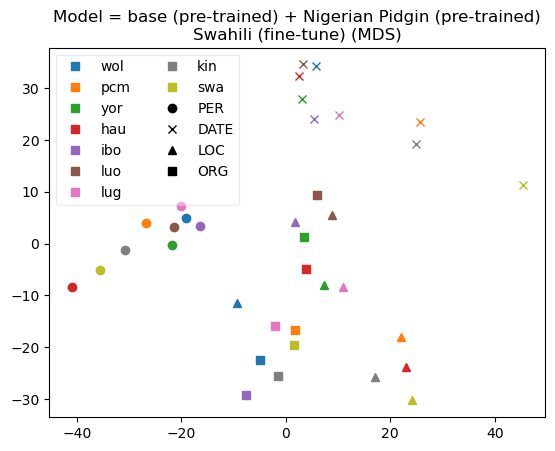 Model = base (pre-trained) + Nigerian Pidgin (pre-trained)
Swahili (fine-tune) (MDS)
wol
pcm
yor
hau
ibo
luo
lug
kin
swa
PER
DATE
LOC
ORG
30
20
10
0
−10
−20
−30
−40
−20
0
20
40